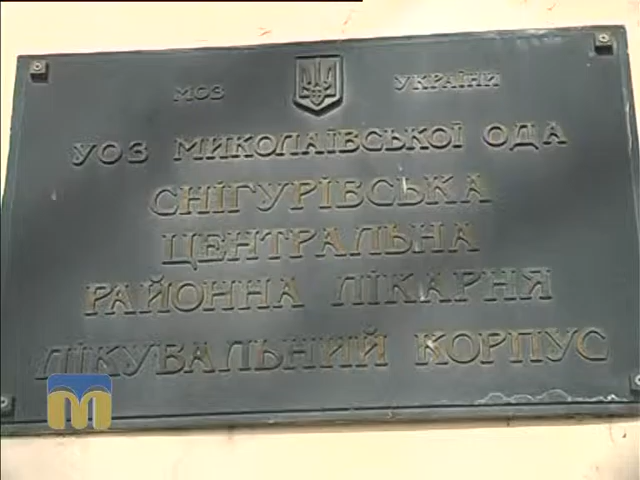 МОЗ УКРАЇНИ
УОЗ МИКОЛАЇВСЬКОЇ ОДА
СНІГУРІВСЬКА
ЦЕНТРАЛЬНА
РАЙОННА ЛІКАРНЯ
ЛІКУВАЛЬНИЙ КОРПУС
М